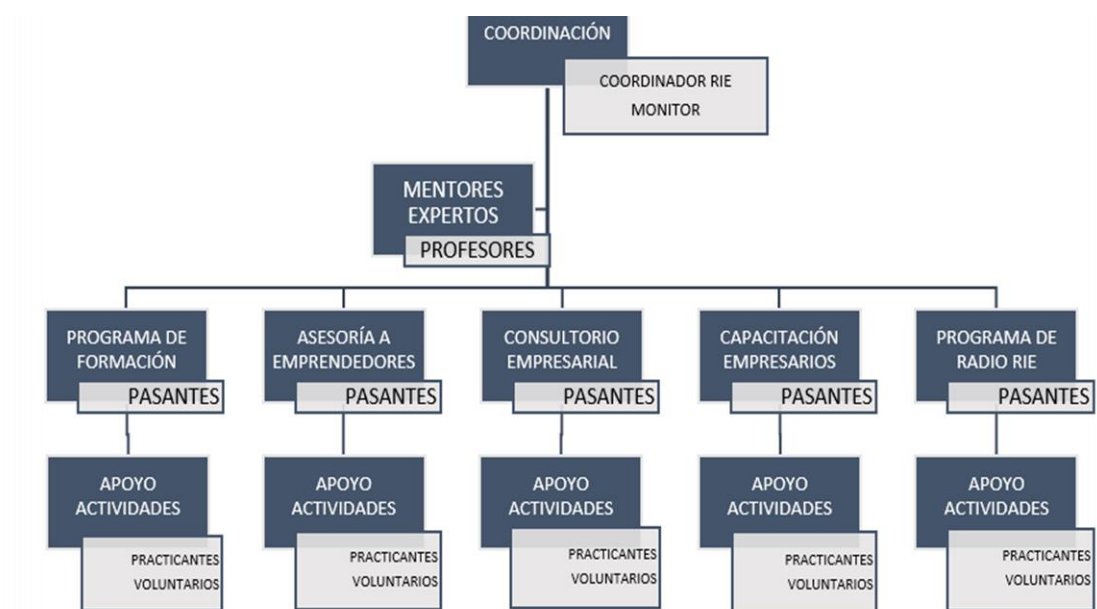 COORDINACIÓN
COORDINADOR RIE
MONITOR
MENTORES
EXPERTOS
PROFESORES
PROGRAMA DE
FORMACIÓN
PASANTES
ASESORÍA A
EMPRENDEDORES
PASANTES
CONSULTORIO
EMPRESARIAL
PASANTES
CAPACITACIÓN
EMPRESARIOS
PASANTES
PROGRAMA DE
RADIO RIE
PASANTES
APOYO
ACTIVIDADES
PRACTICANTES
VOLUNTARIOS
APOYO
ACTIVIDADES
PRACTICANTES
VOLUNTARIOS
APOYO
ACTIVIDADES
PRACTICANTES
VOLUNTARIOS
APOYO
ACTIVIDADES
PRACTICANTES
VOLUNTARIOS
APOYO
ACTIVIDADES
PRACTICANTES
VOLUNTARIOS